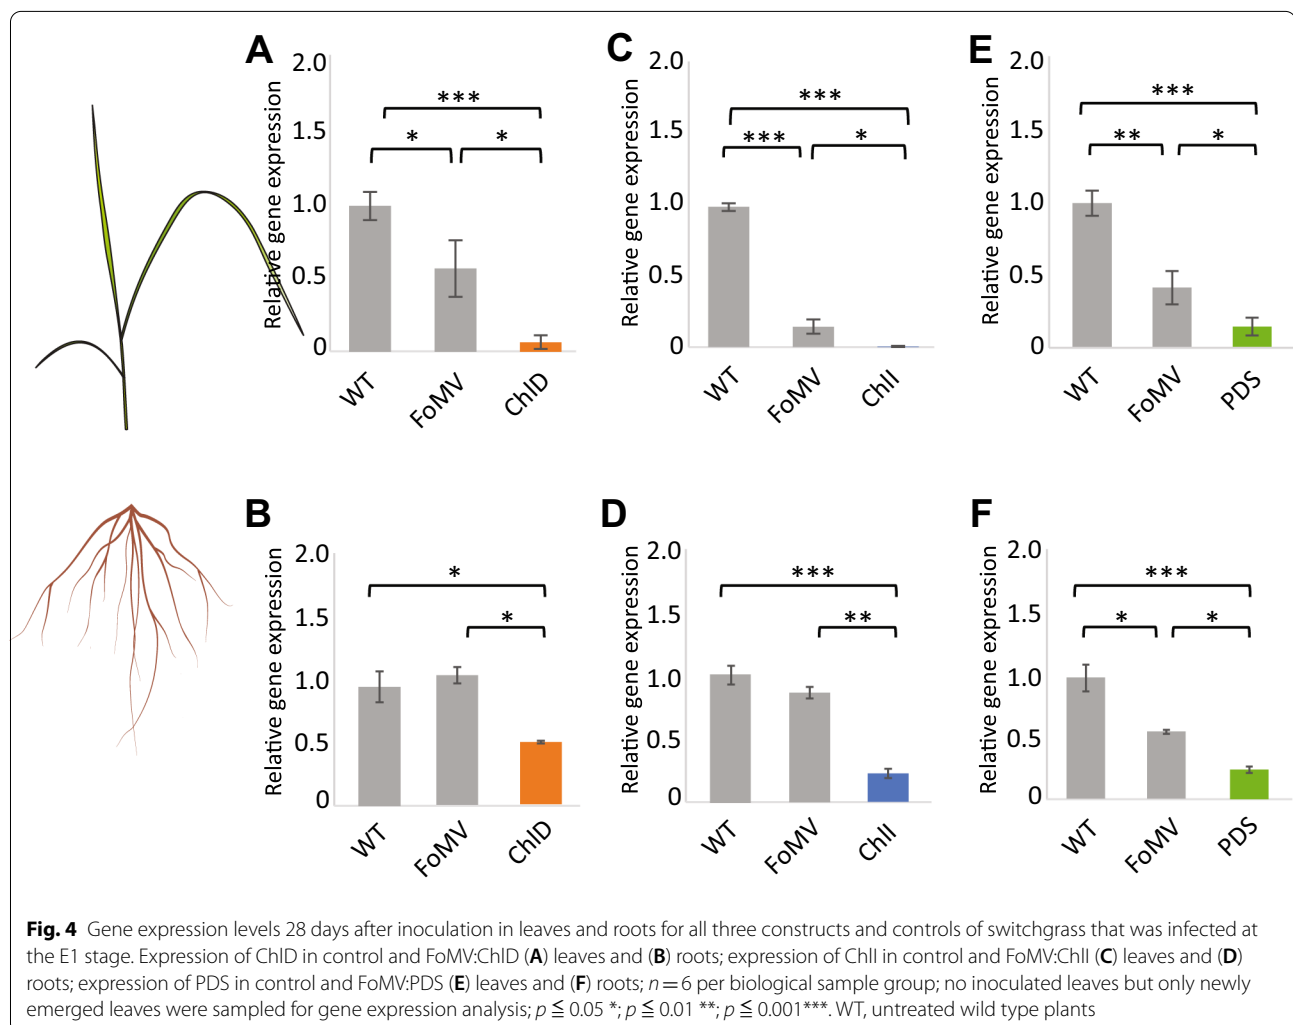 A
Relative gene expression
2.0
1.5
1.0
0.5
0
***
* *
WT FoMV ChlD
C
Relative gene expression
2.0
1.5
1.0
0.5
0
***
*** *
WT FoMV ChlI
E
Relative gene expression
2.0
1.5
1.0
0.5
0
***
** *
WT FoMV PDS
B
Relative gene expression
2.0
1.5
1.0
0.5
0
*
*
WT FoMV ChlD
D
Relative gene expression
2.0
1.5
1.0
0.5
0
***
**
WT FoMV ChlI
F
Relative gene expression
2.0
1.5
1.0
0.5
0
***
* *
WT FoMV PDS
Fig. 4 Gene expression levels 28 days after inoculation in leaves and roots for all three constructs and controls of switchgrass that was infected at
the E1 stage. Expression of ChlD in control and FoMV:ChlD (A) leaves and (B) roots; expression of ChlI in control and FoMV:ChlI (C) leaves and (D)
roots; expression of PDS in control and FoMV:PDS (E) leaves and (F) roots; n = 6 per biological sample group; no inoculated leaves but only newly
emerged leaves were sampled for gene expression analysis; p ≦ 0.05 *; p ≦ 0.01 **; p ≦ 0.001***. WT, untreated wild type plants